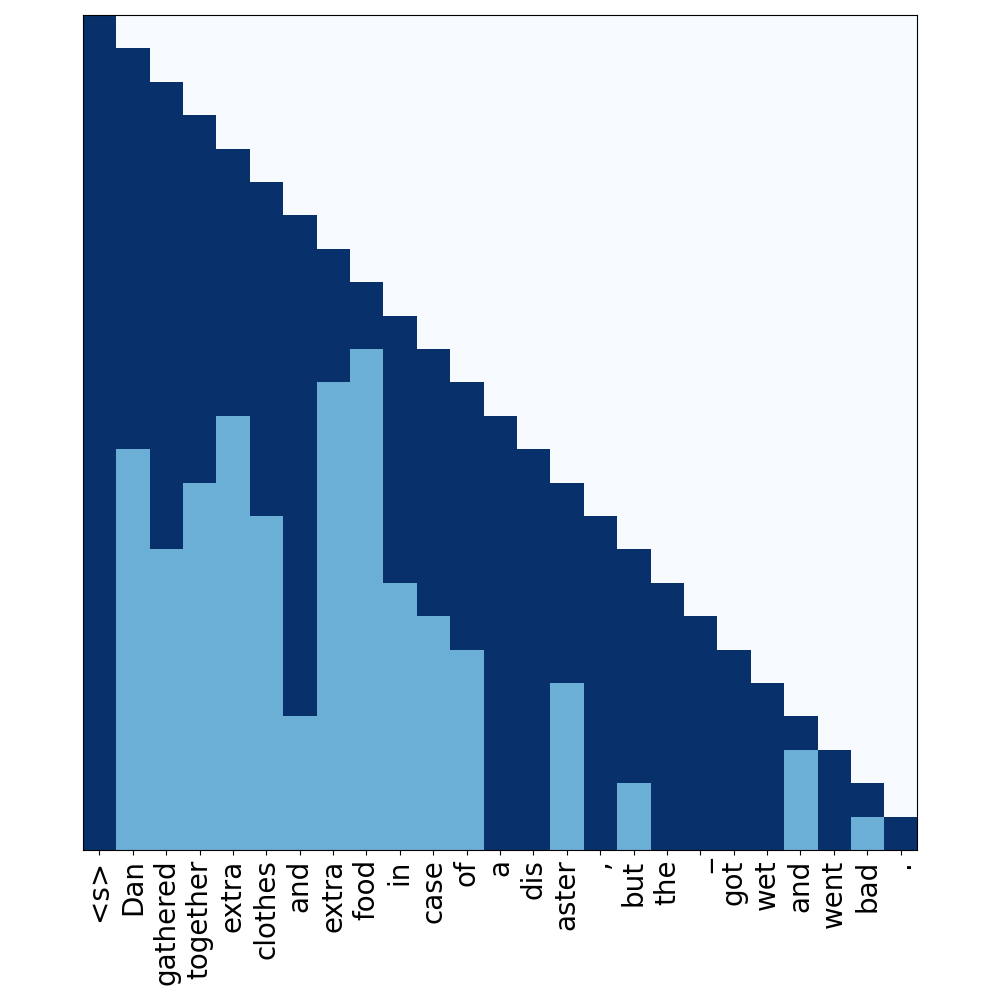 <s>
Dan
gathered
together
extra
clothes
and
extra
food
in
case
of
a
dis
aster
,
but
the
_
got
wet
and
went
bad
.